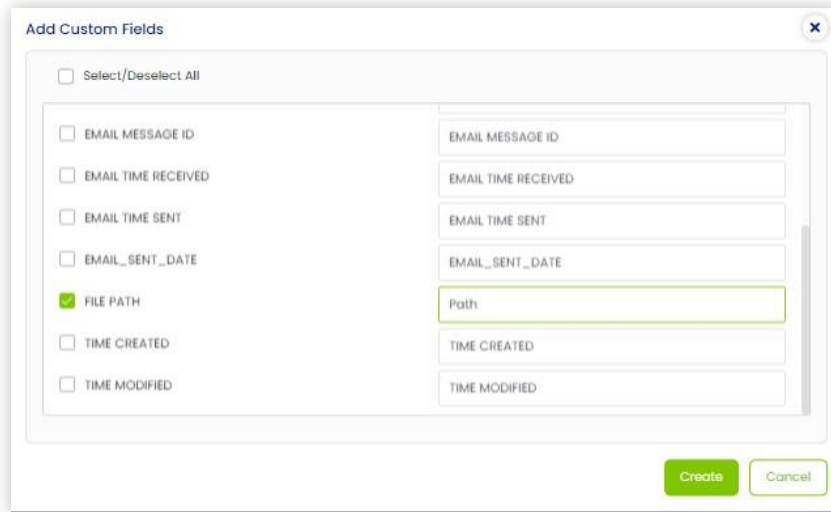 Add Custom Fields
Select/Deselect All
EMAIL MESSAGE ID EMAIL MESSAGE ID
EMAIL TIME RECEIVED EMAIL TIME RECEIVED
EMAIL TIME SENT EMAIL TIME SENT
EMAIL_SENT_DATE EMAIL_SENT_DATE
FILE PATH Path
TIME CREATED TIME CREATED
TIME MODIFIED TIME MODIFIED
Create Cancel